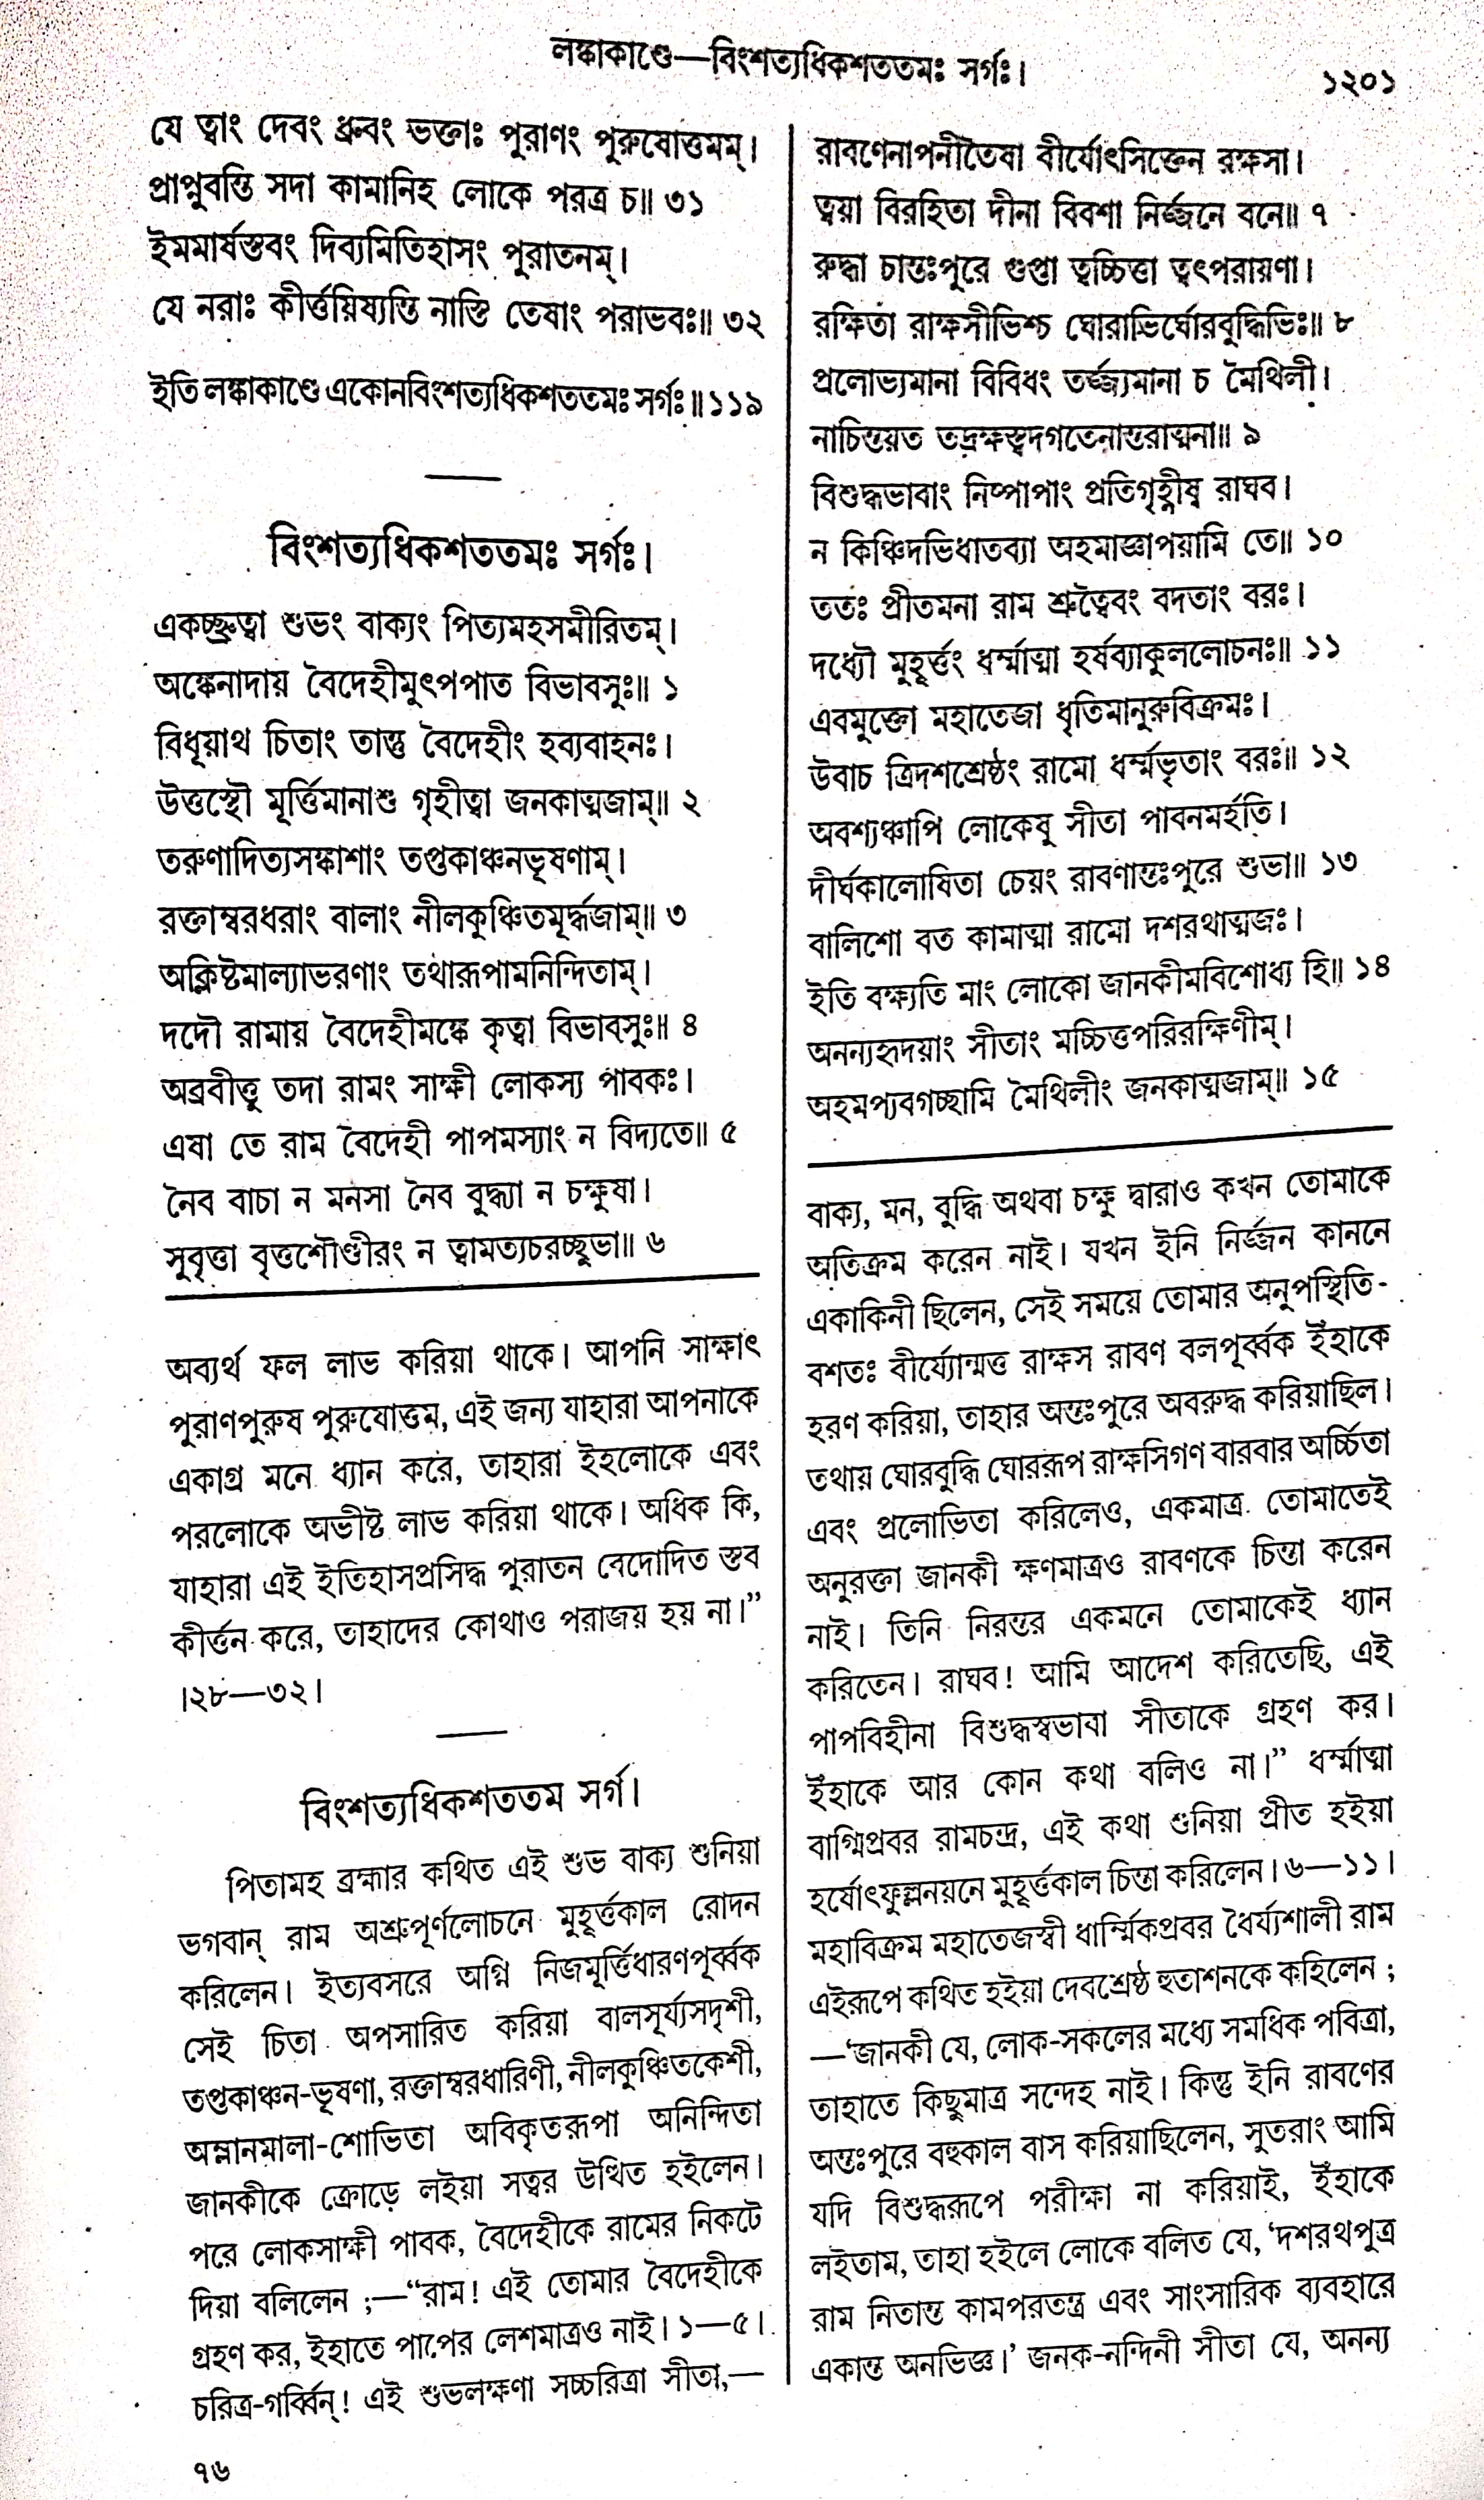 লঙ্কাকাণ্ডে—বিংশত্যধিকশততমঃ সর্গঃ।
১২০১
যে ত্বাং দেবং ধ্রুবং ভক্তাঃ পুরাণং পুরুষোত্তমম্।
প্রাপ্নুবন্তি সদা কামানিহ লোকে পরত্র চ॥ ৩১
ইমমার্ষস্তবং দিব্যমিতিহাসং পুরাতনম্।
যে নরাঃ কীর্ত্তয়িষ্যন্তি নাস্তি তেষাং পরাভবঃ॥ ৩২
ইতি লঙ্কাকাণ্ডে একোনবিংশত্যধিকশততমঃ সর্গঃ॥ ১১৯
বিংশত্যধিকশততমঃ সর্গঃ।
একচ্ছ্রুত্বা শুভং বাক্যং পিত্যমহসমীরিতম্।
অঙ্কেনাদায় বৈদেহীমুৎপপাত বিভাবসুঃ॥ ১
বিধূয়াথ চিতাং তান্তু বৈদেহীং হব্যবাহনঃ।
উত্তস্থৌ মূর্ত্তিমানাশু গৃহীত্বা জনকাত্মজাম্॥ ২
তরুণাদিত্যসঙ্কাশাং তপ্তকাঞ্চনভূষণাম্।
রক্তাম্বরধরাং বালাং নীলকুঞ্চিতমূর্দ্ধজাম্॥ ৩
অক্লিষ্টমাল্যাভরণাং তথারূপামনিন্দিতাম্।
দদৌ রামায় বৈদেহীমঙ্কে কৃত্বা বিভাবসুঃ॥ ৪
অব্রবীত্তু তদা রামং সাক্ষী লোকস্য পাবকঃ।
এষা তে রাম বৈদেহী পাপমস্যাং ন বিদ্যতে॥ ৫
নৈব বাচা ন মনসা নৈব বুদ্ধ্যা ন চক্ষুষা।
সুবৃত্তা বৃত্তশৌণ্ডীরং ন ত্বামত্যচরচ্ছুভা॥ ৬
অব্যর্থ ফল লাভ করিয়া থাকে। আপনি সাক্ষাৎ
পুরাণপুরুষ পুরুষোত্তম, এই জন্য যাহারা আপনাকে
একাগ্র মনে ধ্যান করে, তাহারা ইহলোকে এবং
পরলোকে অভীষ্ট লাভ করিয়া থাকে। অধিক কি,
যাহারা এই ইতিহাসপ্রসিদ্ধ পুরাতন বেদোদিত স্তব
কীর্ত্তন করে, তাহাদের কোথাও পরাজয় হয় না।”
।২৮—৩২।
বিংশত্যধিকশততম সর্গ।
পিতামহ ব্রহ্মার কথিত এই শুভ বাক্য শুনিয়া
ভগবান্ রাম অশ্রুপূর্ণলোচনে মুহূর্ত্তকাল রোদন
করিলেন। ইত্যবসরে অগ্নি নিজমূর্ত্তিধারণপূর্ব্বক
সেই চিতা অপসারিত করিয়া বালসূর্য্যসদৃশী,
তপ্তকাঞ্চন-ভূষণা, রক্তাম্বরধারিণী, নীলকুঞ্চিতকেশী,
অম্লানমালা-শোভিতা অবিকৃতরূপা অনিন্দিতা
জানকীকে ক্রোড়ে লইয়া সত্বর উত্থিত হইলেন।
পরে লোকসাক্ষী পাবক, বৈদেহীকে রামের নিকটে
দিয়া বলিলেন ;—“রাম! এই তোমার বৈদেহীকে
গ্রহণ কর, ইহাতে পাপের লেশমাত্রও নাই। ১—৫।
চরিত্র-গর্ব্বিন্! এই শুভলক্ষণা সচ্চরিত্রা সীতা,—
৭৬
রাবণেনাপনীতৈষা বীর্যোৎসিক্তেন রক্ষসা।
ত্বয়া বিরহিতা দীনা বিবশা নির্জ্জনে বনে॥ ৭
রুদ্ধা চান্তঃপুরে গুপ্তা ত্বচ্চিত্তা ত্বৎপরায়ণা।
রক্ষিতা রাক্ষসীভিশ্চ ঘোরাভির্ঘোরবুদ্ধিভিঃ॥ ৮
প্রলোভ্যমানা বিবিধং তর্জ্জ্যমানা চ মৈথিলী।
নাচিন্তয়ত তদ্রক্ষস্ত্বদগতেনান্তরাত্মনা॥ ৯
বিশুদ্ধভাবাং নিষ্পাপাং প্রতিগৃহ্ণীষ্ব রাঘব।
ন কিঞ্চিদভিধাতব্যা অহমাজ্ঞাপয়ামি তে॥ ১০
ততঃ প্রীতমনা রাম শ্রুত্বৈবং বদতাং বরঃ।
দধ্যৌ মুহূর্ত্তং ধর্ম্মাত্মা হর্ষব্যাকুললোচনঃ॥ ১১
এবমুক্তো মহাতেজা ধৃতিমানুরুবিক্রমঃ।
উবাচ ত্রিদশশ্রেষ্ঠং রামো ধর্ম্মভৃতাং বরঃ॥ ১২
অবশ্যঞ্চাপি লোকেষু সীতা পাবনমর্হতি।
দীর্ঘকালোষিতা চেয়ং রাবণান্তঃপুরে শুভা॥ ১৩
বালিশো বত কামাত্মা রামো দশরথাত্মজঃ।
ইতি বক্ষ্যতি মাং লোকো জানকীমবিশোধ্য হি॥ ১৪
অনন্যহৃদয়াং সীতাং মচ্চিত্তপরিরক্ষিণীম্।
অহমপ্যবগচ্ছামি মৈথিলীং জনকাত্মজাম্॥ ১৫
বাক্য, মন, বুদ্ধি অথবা চক্ষু দ্বারাও কখন তোমাকে
অতিক্রম করেন নাই। যখন ইনি নির্জ্জন কাননে
একাকিনী ছিলেন, সেই সময়ে তোমার অনুপস্থিতি-
বশতঃ বীর্য্যোন্মত্ত রাক্ষস রাবণ বলপূর্ব্বক ইঁহাকে
হরণ করিয়া, তাহার অন্তঃপুরে অবরুদ্ধ করিয়াছিল।
তথায় ঘোরবুদ্ধি ঘোররূপ রাক্ষসিগণ বারবার অর্চ্চিতা
এবং প্রলোভিতা করিলেও, একমাত্র তোমাতেই
অনুরক্তা জানকী ক্ষণমাত্রও রাবণকে চিন্তা করেন
নাই। তিনি নিরন্তর একমনে তোমাকেই ধ্যান
করিতেন। রাঘব! আমি আদেশ করিতেছি, এই
পাপবিহীনা বিশুদ্ধস্বভাবা সীতাকে গ্রহণ কর।
ইঁহাকে আর কোন কথা বলিও না।” ধর্ম্মাত্মা
বাগ্মিপ্রবর রামচন্দ্র, এই কথা শুনিয়া প্রীত হইয়া
হর্যোৎফুল্লনয়নে মুহূর্ত্তকাল চিন্তা করিলেন। ৬—১১।
মহাবিক্রম মহাতেজস্বী ধার্ম্মিকপ্রবর ধৈর্য্যশালী রাম
এইরূপে কথিত হইয়া দেবশ্রেষ্ঠ হুতাশনকে কহিলেন ;
—‘জানকী যে, লোক-সকলের মধ্যে সমধিক পবিত্রা,
তাহাতে কিছুমাত্র সন্দেহ নাই। কিন্তু ইনি রাবণের
অন্তঃপুরে বহুকাল বাস করিয়াছিলেন, সুতরাং আমি
যদি বিশুদ্ধরূপে পরীক্ষা না করিয়াই, ইঁহাকে
লইতাম, তাহা হইলে লোকে বলিত যে, ‘দশরথপুত্র
রাম নিতান্ত কামপরতন্ত্র এবং সাংসারিক ব্যবহারে
একান্ত অনভিজ্ঞ।’ জনক-নন্দিনী সীতা যে, অনন্য